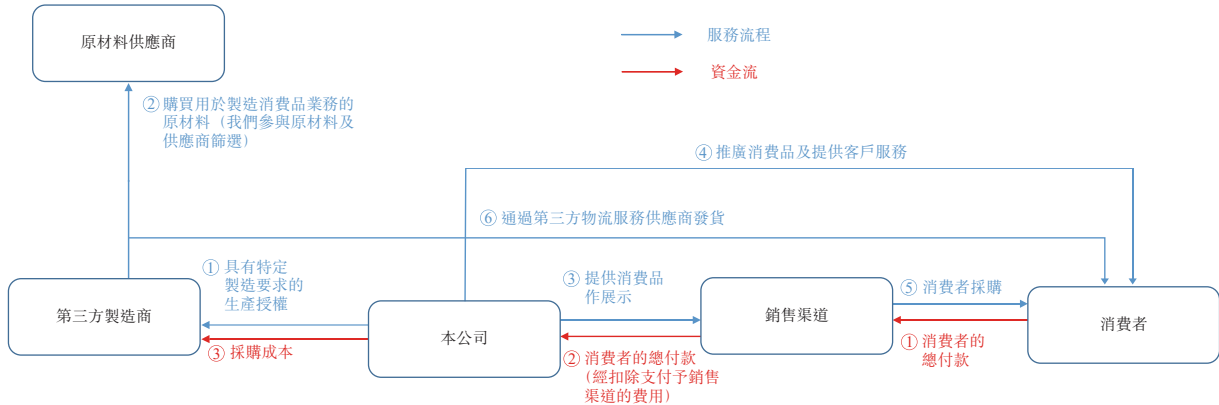 原材料供應商
服務流程
資金流
②購買用於製造消費品業務的
原材料（我們參與原材料及
供應商篩選）
④推廣消費品及提供客戶服務
⑥通過第三方物流服務供應商發貨
①具有特定
製造要求的
生產授權
③提供消費品
作展示
⑤消費者採購
第三方製造商
本公司
銷售渠道
消費者
③採購成本
②消費者的總付款
（經扣除支付予銷售
渠道的費用）
①消費者的
總付款